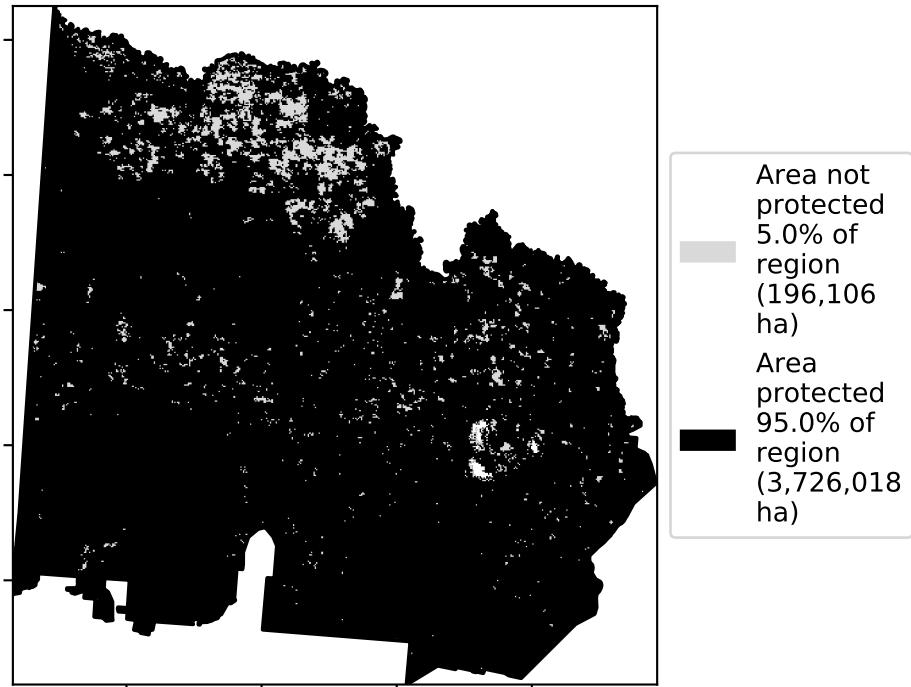 Area not
protected
5.0% of
region
(196,106
ha)
Area
protected
95.0% of
region
(3,726,018
ha)